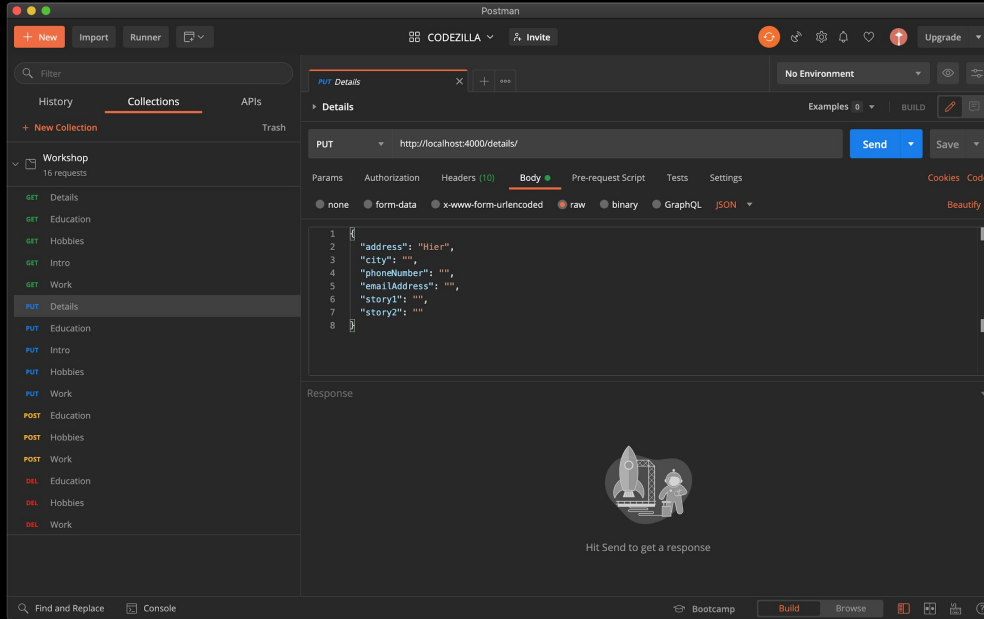 Postman
+ New Import Runner
CODEZILLA
Invite
Upgrade
Filter
History Collections APIs
+ New Collection Trash
Workshop
16 requests
GET Details
GET Education
GET Hobbies
GET Intro
GET Work
PUT Details
PUT Education
PUT Intro
PUT Hobbies
PUT Work
POST Education
POST Hobbies
POST Work
DEL Education
DEL Hobbies
DEL Work
PUT Details
No Environment
Details
Examples 0 BUILD
PUT http://localhost:4000/details/
Send Save
Params Authorization Headers (10) Body Pre-request Script Tests Settings
Cookies Code
none form-data x-www-form-urlencoded raw binary GraphQL JSON
Beautify
1 {
2 "address": "Hier",
3 "city": "",
4 "phoneNumber": "",
5 "emailAddress": "",
6 "story1": "",
7 "story2": ""
8 }
Response
Hit Send to get a response
Find and Replace Console
Bootcamp Build Browse